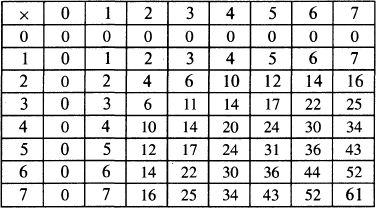 × 0 1 2 3 4 5 6 7
0 0 0 0 0 0 0 0 0
1 0 1 2 3 4 5 6 7
2 0 2 4 6 10 12 14 16
3 0 3 6 11 14 17 22 25
4 0 4 10 14 20 24 30 34
5 0 5 12 17 24 31 36 43
6 0 6 14 22 30 36 44 52
7 0 7 16 25 34 43 52 61